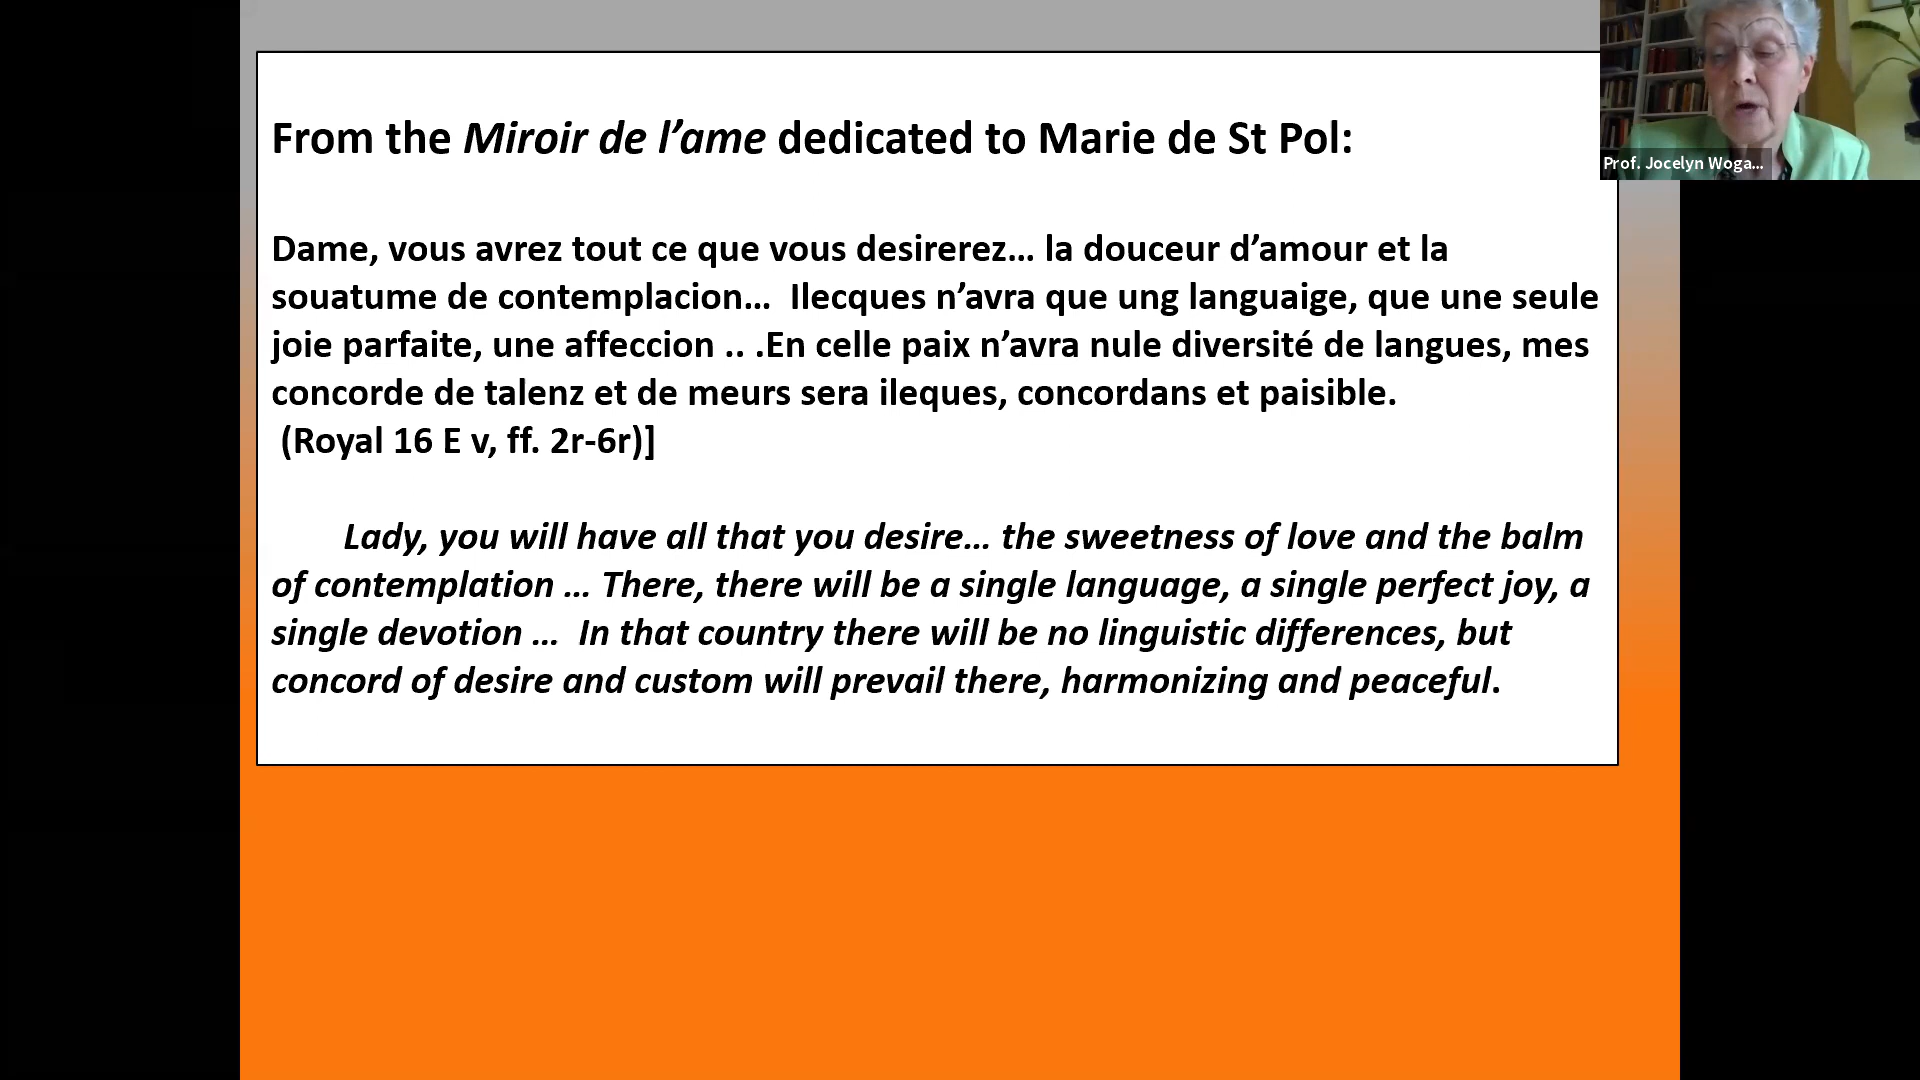 From the Miroir de l’ame dedicated to Marie de St Pol:
Dame, vous avrez tout ce que vous desirerez... la douceur d’amour et la
souatume de contemplacion... Ilecques n’avra que ung languaige, que une seule
joie parfaite, une affeccion .. .En celle paix n’avra nule diversité de langues, mes
concorde de talenz et de meurs sera ileques, concordans et paisible.
(Royal 16 E v, ff. 2r-6r)]
Lady, you will have all that you desire... the sweetness of love and the balm
of contemplation ... There, there will be a single language, a single perfect joy, a
single devotion ... In that country there will be no linguistic differences, but
concord of desire and custom will prevail there, harmonizing and peaceful.
Prof. Jocelyn Woga...